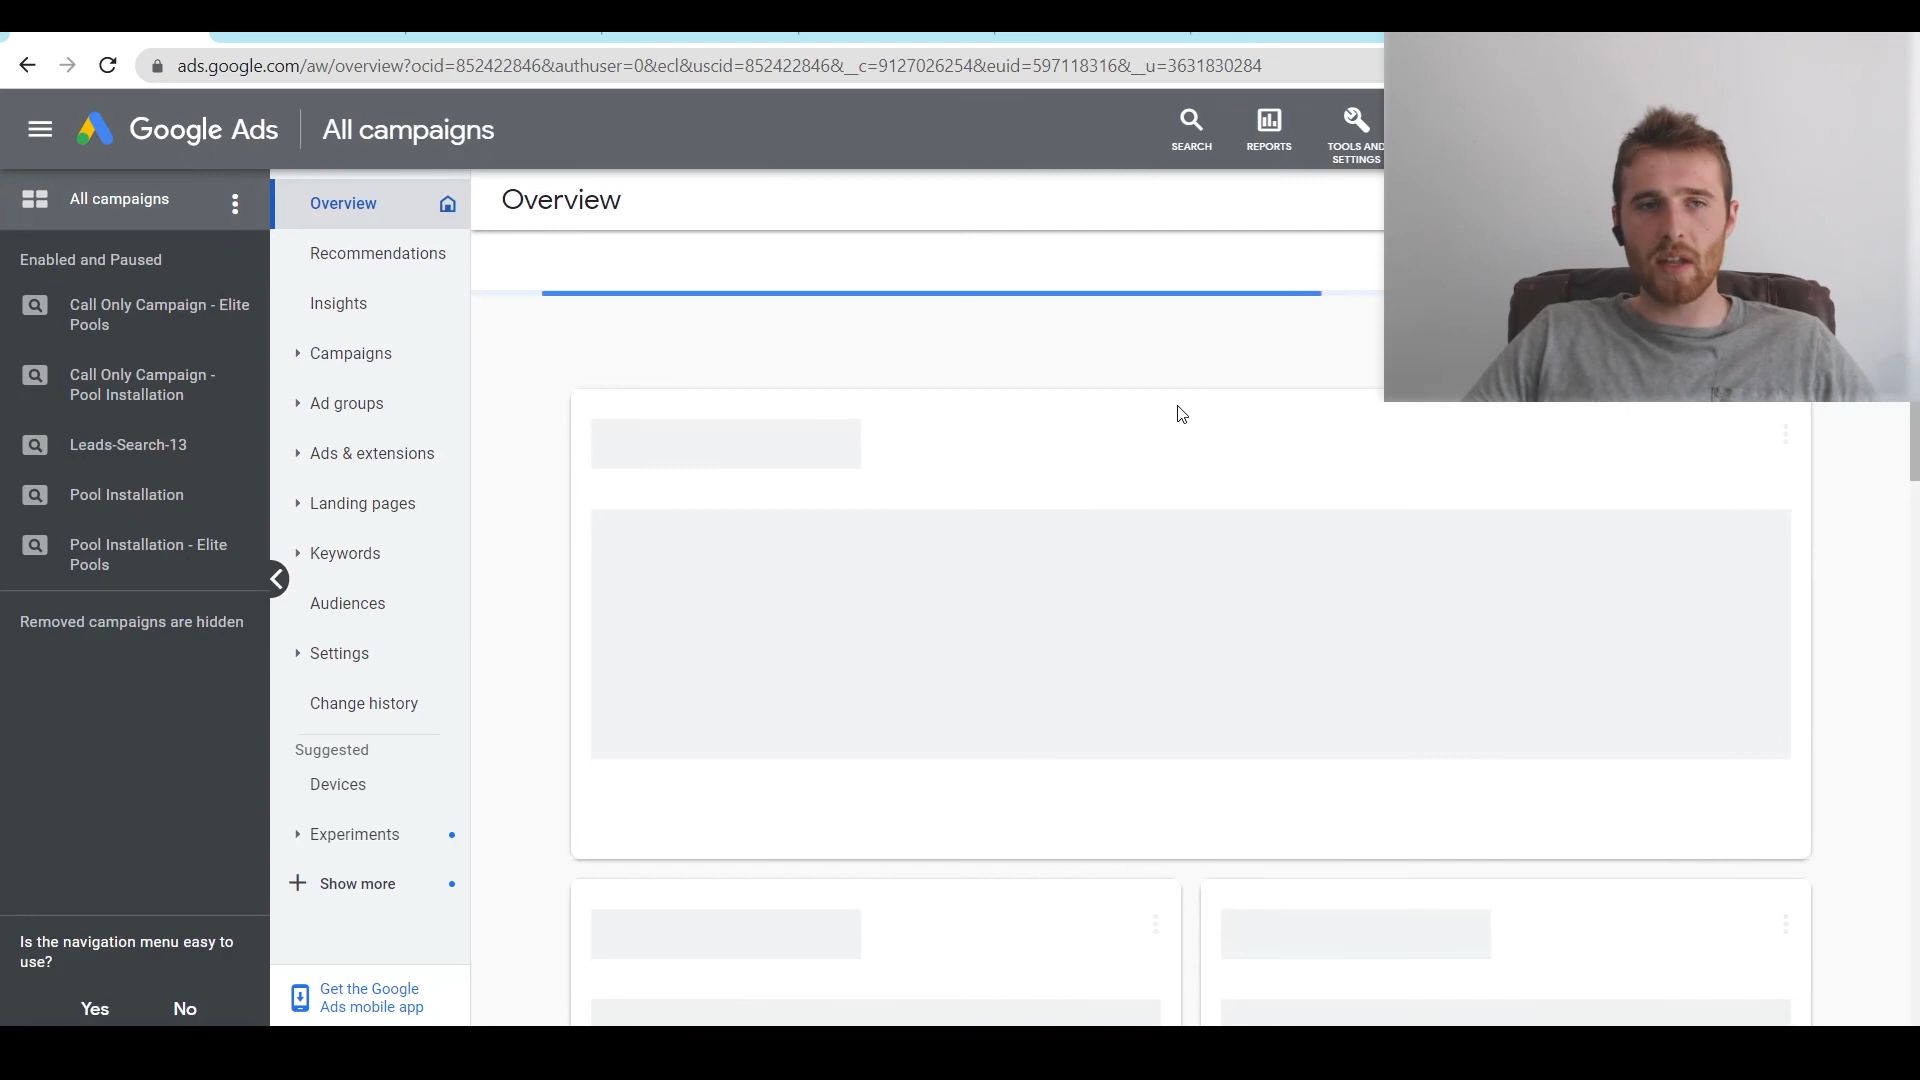 ads.google.com/aw/overview?ocid=852422846&authuser=0&ecl&uscid=852422846&__c=9127026254&euid=597118316&__u=3631830284
Google Ads
All campaigns
SEARCH
REPORTS
TOOLS AND
SETTINGS
All campaigns
Enabled and Paused
Call Only Campaign - Elite
Pools
Call Only Campaign -
Pool Installation
Leads-Search-13
Pool Installation
Pool Installation - Elite
Pools
Removed campaigns are hidden
Is the navigation menu easy to
use?
Yes
No
Overview
Recommendations
Insights
Campaigns
Ad groups
Ads & extensions
Landing pages
Keywords
Audiences
Settings
Change history
Suggested
Devices
Experiments
Show more
Get the Google
Ads mobile app
Overview